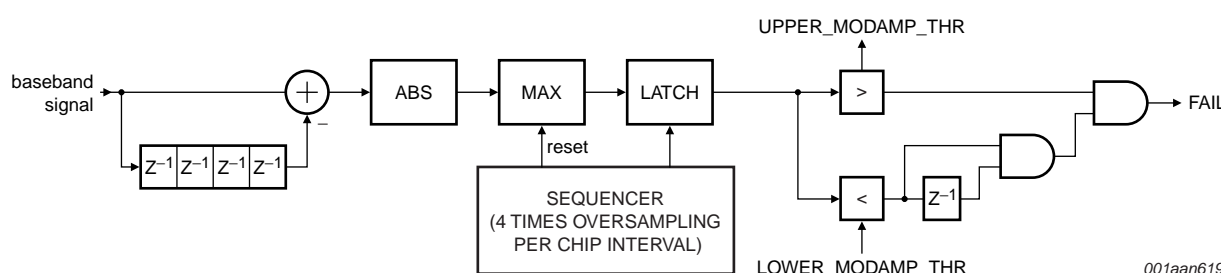 UPPER_MODAMP_THR
baseband
signal
+
–
ABS
MAX
LATCH
>
FAIL
reset
Z–1 Z–1 Z–1 Z–1
SEQUENCER
(4 TIMES OVERSAMPLING
PER CHIP INTERVAL)
<
Z–1
LOWER_MODAMP_THR
001aan619